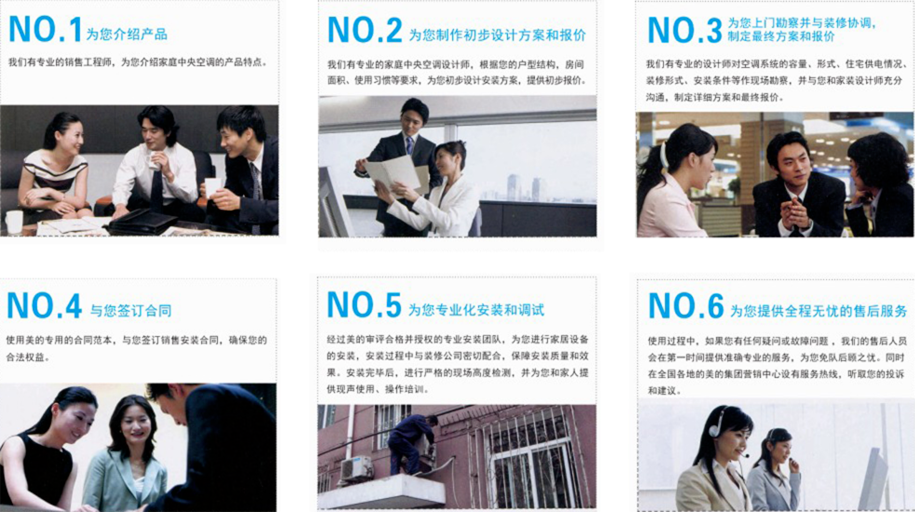 NO.1 为您介绍产品
我们有专业的销售工程师，为您介绍家庭中央空调的产品特点。
NO.2 为您制作初步设计方案和报价
我们有专业的家庭中央空调设计师，根据您的户型结构，房间
面积、使用习惯等要求，为您初步设计安装方案，提供初步报价。
NO.3 为您上门勘察并与装修协调，
制定最终方案和报价
我们有专业的设计师对空调系统的容量、形式、住宅供电情况、
装修形式、安装条件等作现场勘察，并与您和家装设计师充分
沟通，制定详细方案和最终报价。
NO.4 与您签订合同
使用美的专用的合同范本，与您签订销售安装合同，确保您的
合法权益。
NO.5 为您专业化安装和调试
经过美的审评合格并授权的专业安装团队，为您进行家居设备
的安装，安装过程中与装修公司密切配合，保障安装质量和效
果。安装完毕后，进行严格的现场高度检测，并为您和家人提
供现声使用、操作培训。
NO.6 为您提供全程无忧的售后服务
使用过程中，如果您有任何疑问或故障问题，我们的售后人员
会在第一时间提供准确专业的服务，为您免队后顾之忧。同时
在全国各地的美的集团营销中心设有服务热线，听取您的投诉
和建议。